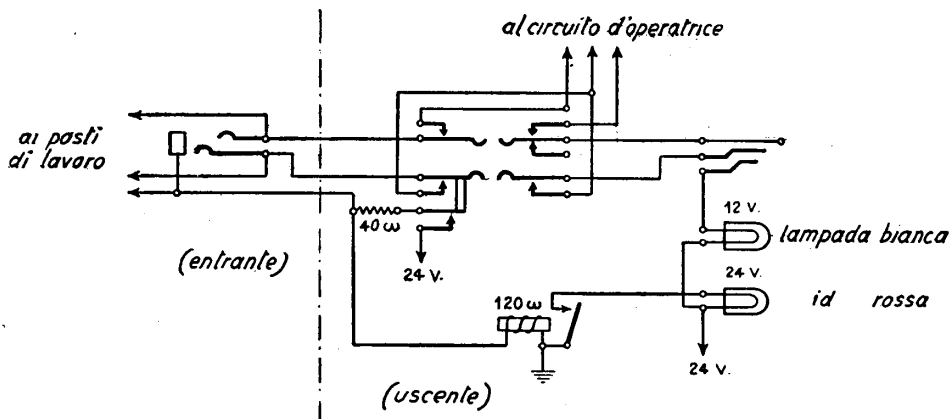 al circuito d'operatrice
ai posti
di lavoro
40 ω
(entrante)
24 V.
12 V.
lampada bianca
24 V.
id rossa
120 ω
24 V.
(uscente)